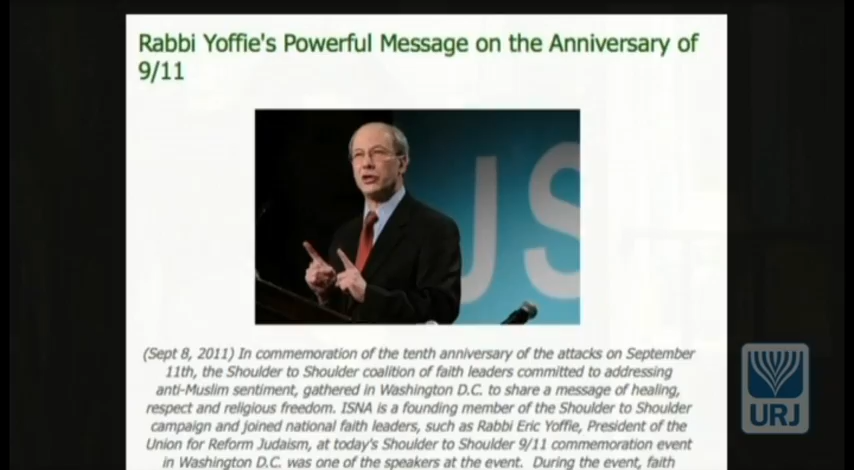 Rabbi Yoffie's Powerful Message on the Anniversary of
9/11
US
(Sept 8, 2011) In commemoration of the tenth anniversary of the attacks on September
11th, the Shoulder to Shoulder coalition of faith leaders committed to addressing
anti-Muslim sentiment, gathered in Washington D.C. to share a message of healing,
respect and religious freedom. ISNA is a founding member of the Shoulder to Shoulder
campaign and joined national faith leaders, such as Rabbi Eric Yoffie, President of the
Union for Reform Judaism, at today's Shoulder to Shoulder 9/11 commemoration event
in Washington D.C. was one of the speakers at the event. During the event, faith
URJ